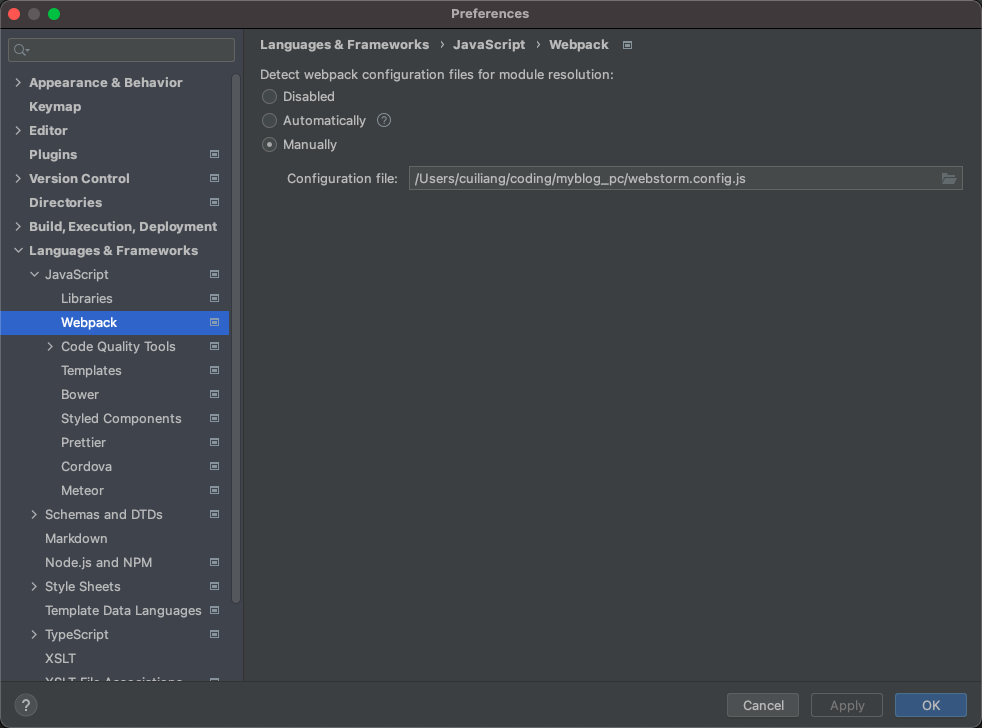 Preferences
Languages & Frameworks › JavaScript › Webpack
Detect webpack configuration files for module resolution:
Disabled
Automatically ?
Manually
Configuration file: /Users/cuiliang/coding/myblog_pc/webstorm.config.js
Appearance & Behavior
Keymap
Editor
Plugins
Version Control
Directories
Build, Execution, Deployment
Languages & Frameworks
JavaScript
Libraries
Webpack
Code Quality Tools
Templates
Bower
Styled Components
Prettier
Cordova
Meteor
Schemas and DTDs
Markdown
Node.js and NPM
Style Sheets
Template Data Languages
TypeScript
XSLT
XSLT File Associations
?
Cancel
Apply
OK